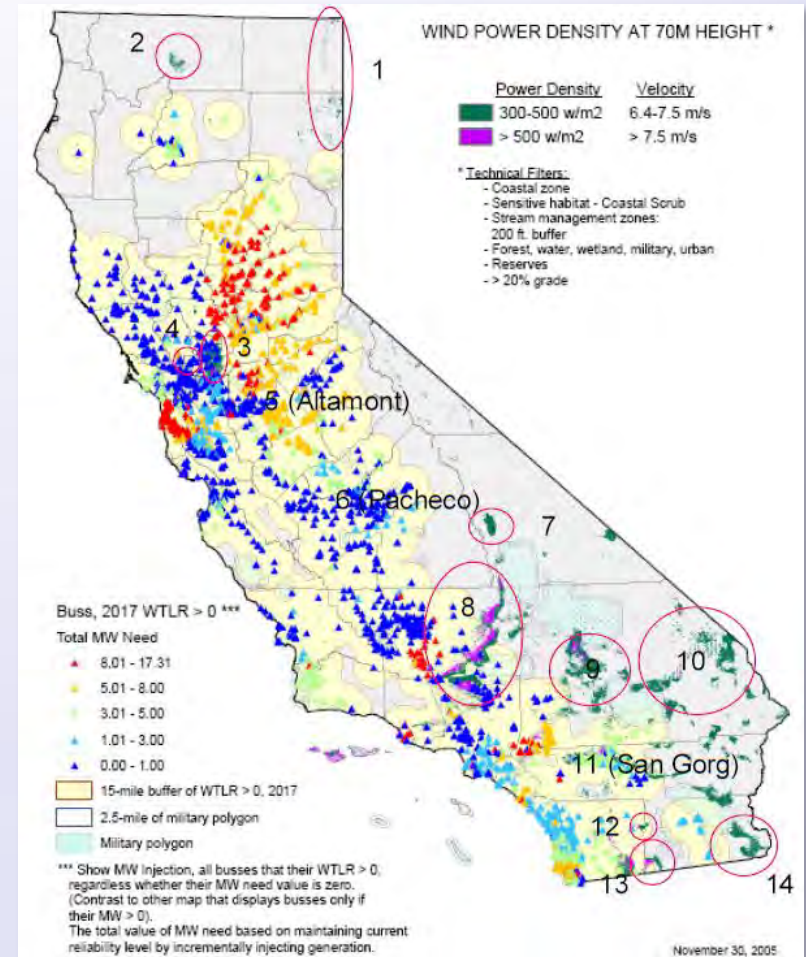 WIND POWER DENSITY AT 70M HEIGHT *
Power Density Velocity
300-500 w/m2 6.4-7.5 m/s
> 500 w/m2 > 7.5 m/s
* Technical Filters:
- Coastal zone
- Sensitive habitat - Coastal Scrub
- Stream management zones:
200 ft. buffer
- Forest, water, wetland, military, urban
- Reserves
- > 20% grade
2
1
4
3
5 (Altamont)
6 (Pacheco)
7
8
9
10
11 (San Gorg)
12
13
14
Buss, 2017 WTLR > 0 ***
Total MW Need
8.01 - 17.31
5.01 - 8.00
3.01 - 5.00
1.01 - 3.00
0.00 - 1.00
15-mile buffer of WTLR > 0, 2017
2.5-mile of military polygon
Military polygon
*** Show MW Injection, all busses that their WTLR > 0,
regardless whether their MW need value is zero.
(Contrast to other map that displays busses only if
their MW > 0).
The total value of MW need based on maintaining current
reliability level by incrementally injecting generation.
November 30, 2005